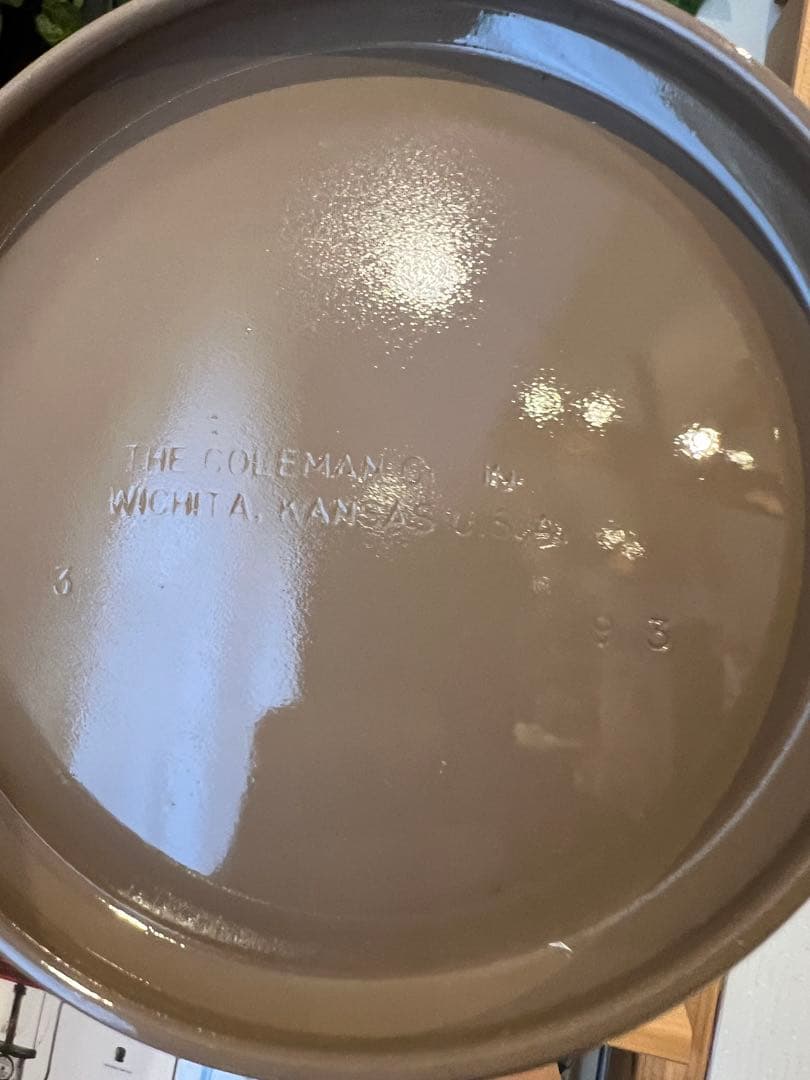 THE COLEMAN
WICHITA, KANSAS U.S.A.
3
9 3